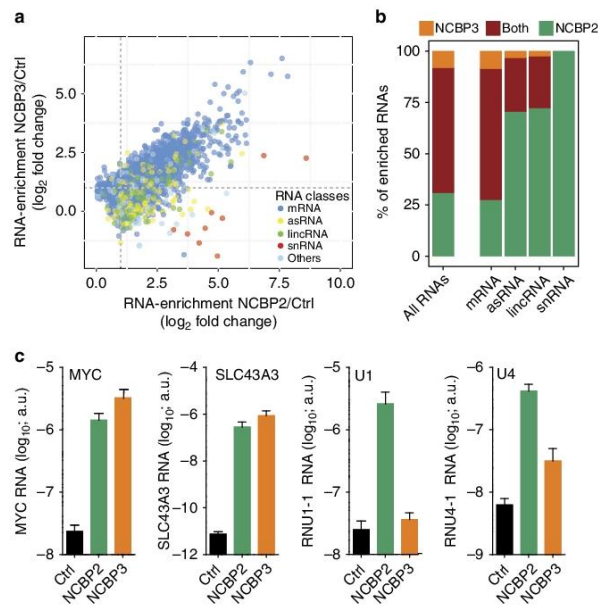 a
RNA-enrichment NCBP3/Ctrl
(log2 fold change)
5.0
2.5
0.0
0.0 2.5 5.0 7.5 10.0
RNA-enrichment NCBP2/Ctrl
(log2 fold change)
RNA classes
mRNA
asRNA
lincRNA
snRNA
Others
b
NCBP3 Both NCBP2
% of enriched RNAs
100
75
50
25
0
All RNAs mRNA asRNA lincRNA snRNA
c
MYC
MYC RNA (log10; a.u.)
−5
−6
−7
−8
Ctrl NCBP2 NCBP3
SLC43A3
SLC43A3 RNA (log10; a.u.)
−4
−6
−8
−10
−12
Ctrl NCBP2 NCBP3
U1
RNU1-1 RNA (log10; a.u.)
−5
−6
−7
−8
Ctrl NCBP2 NCBP3
U4
RNU4-1 RNA (log10; a.u.)
−6
−7
−8
−9
Ctrl NCBP2 NCBP3